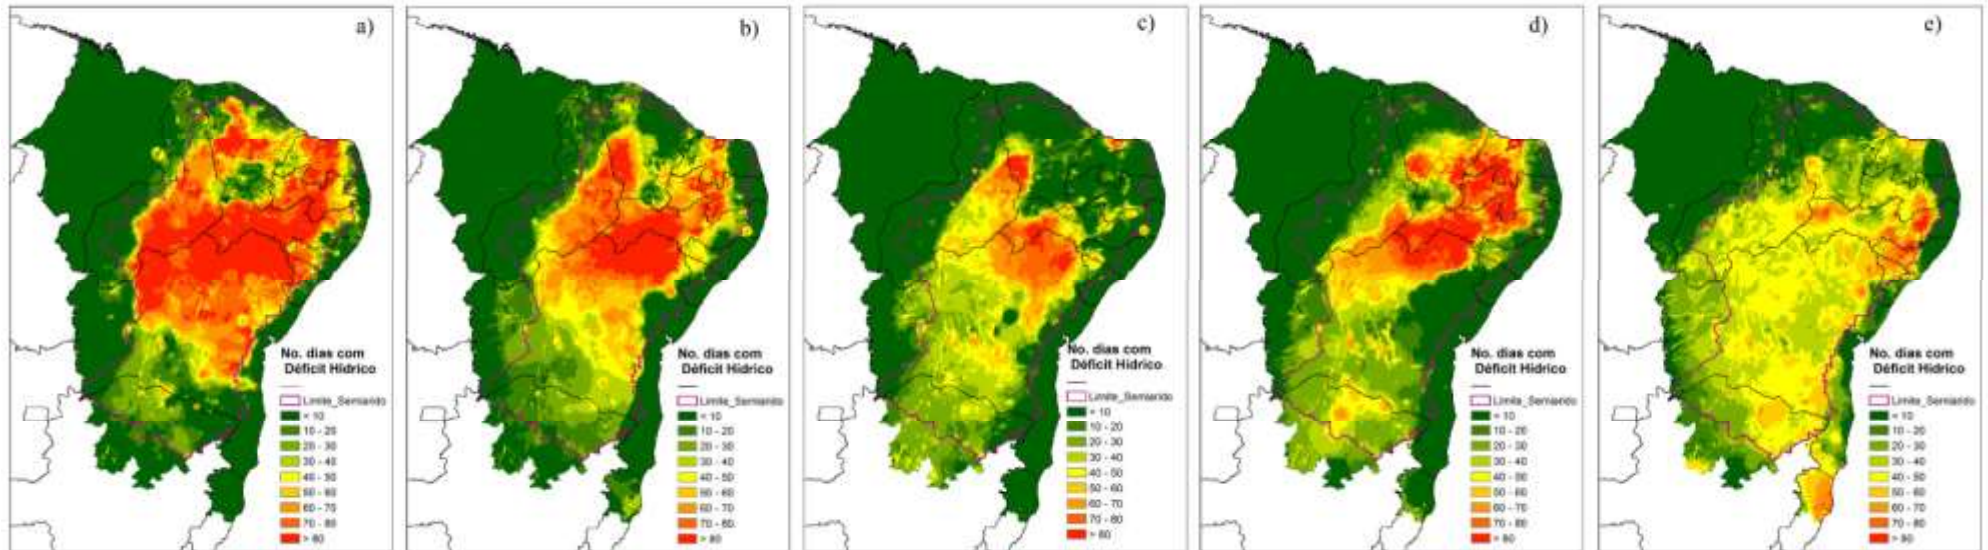 a)
No. dias com
Déficit Hídrico
Limite_Semiarido
< 10
10 - 20
20 - 30
30 - 40
40 - 50
50 - 60
60 - 70
70 - 80
> 80
b)
No. dias com
Déficit Hídrico
Limite_Semiarido
< 10
10 - 20
20 - 30
30 - 40
40 - 50
50 - 60
60 - 70
70 - 80
> 80
c)
No. dias com
Déficit Hídrico
Limite_Semiarido
< 10
10 - 20
20 - 30
30 - 40
40 - 50
50 - 60
60 - 70
70 - 80
> 80
d)
No. dias com
Déficit Hídrico
Limite_Semiarido
< 10
10 - 20
20 - 30
30 - 40
40 - 50
50 - 60
60 - 70
70 - 80
> 80
e)
No. dias com
Déficit Hídrico
Limite_Semiarido
< 10
10 - 20
20 - 30
30 - 40
40 - 50
50 - 60
60 - 70
70 - 80
> 80